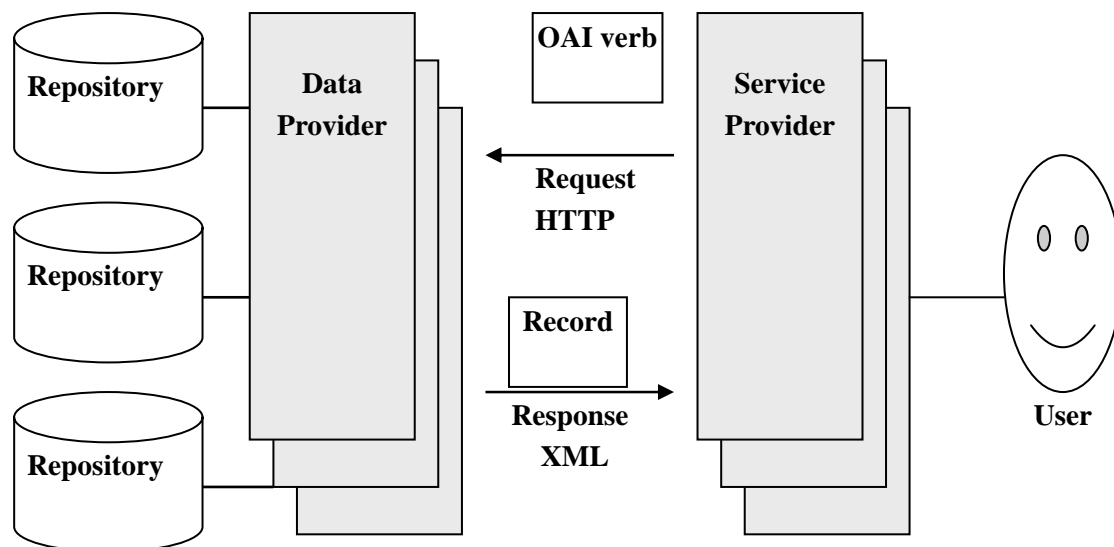 Repository
Repository
Repository
Data
Provider
OAI verb
Request
HTTP
Record
Response
XML
Service
Provider
User